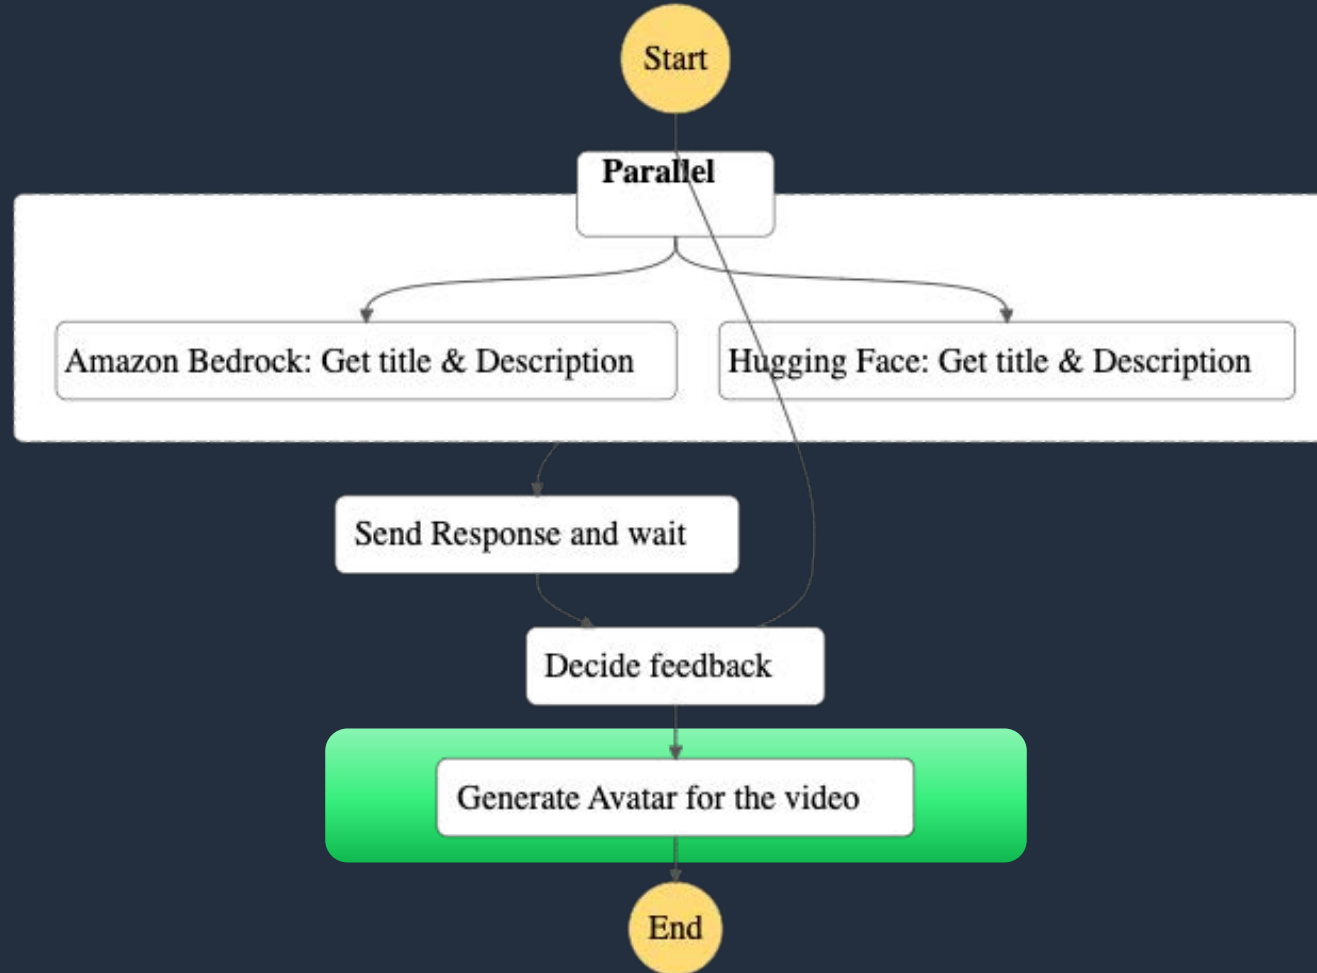 Start
Parallel
Amazon Bedrock: Get title & Description
Hugging Face: Get title & Description
Send Response and wait
Decide feedback
Generate Avatar for the video
End